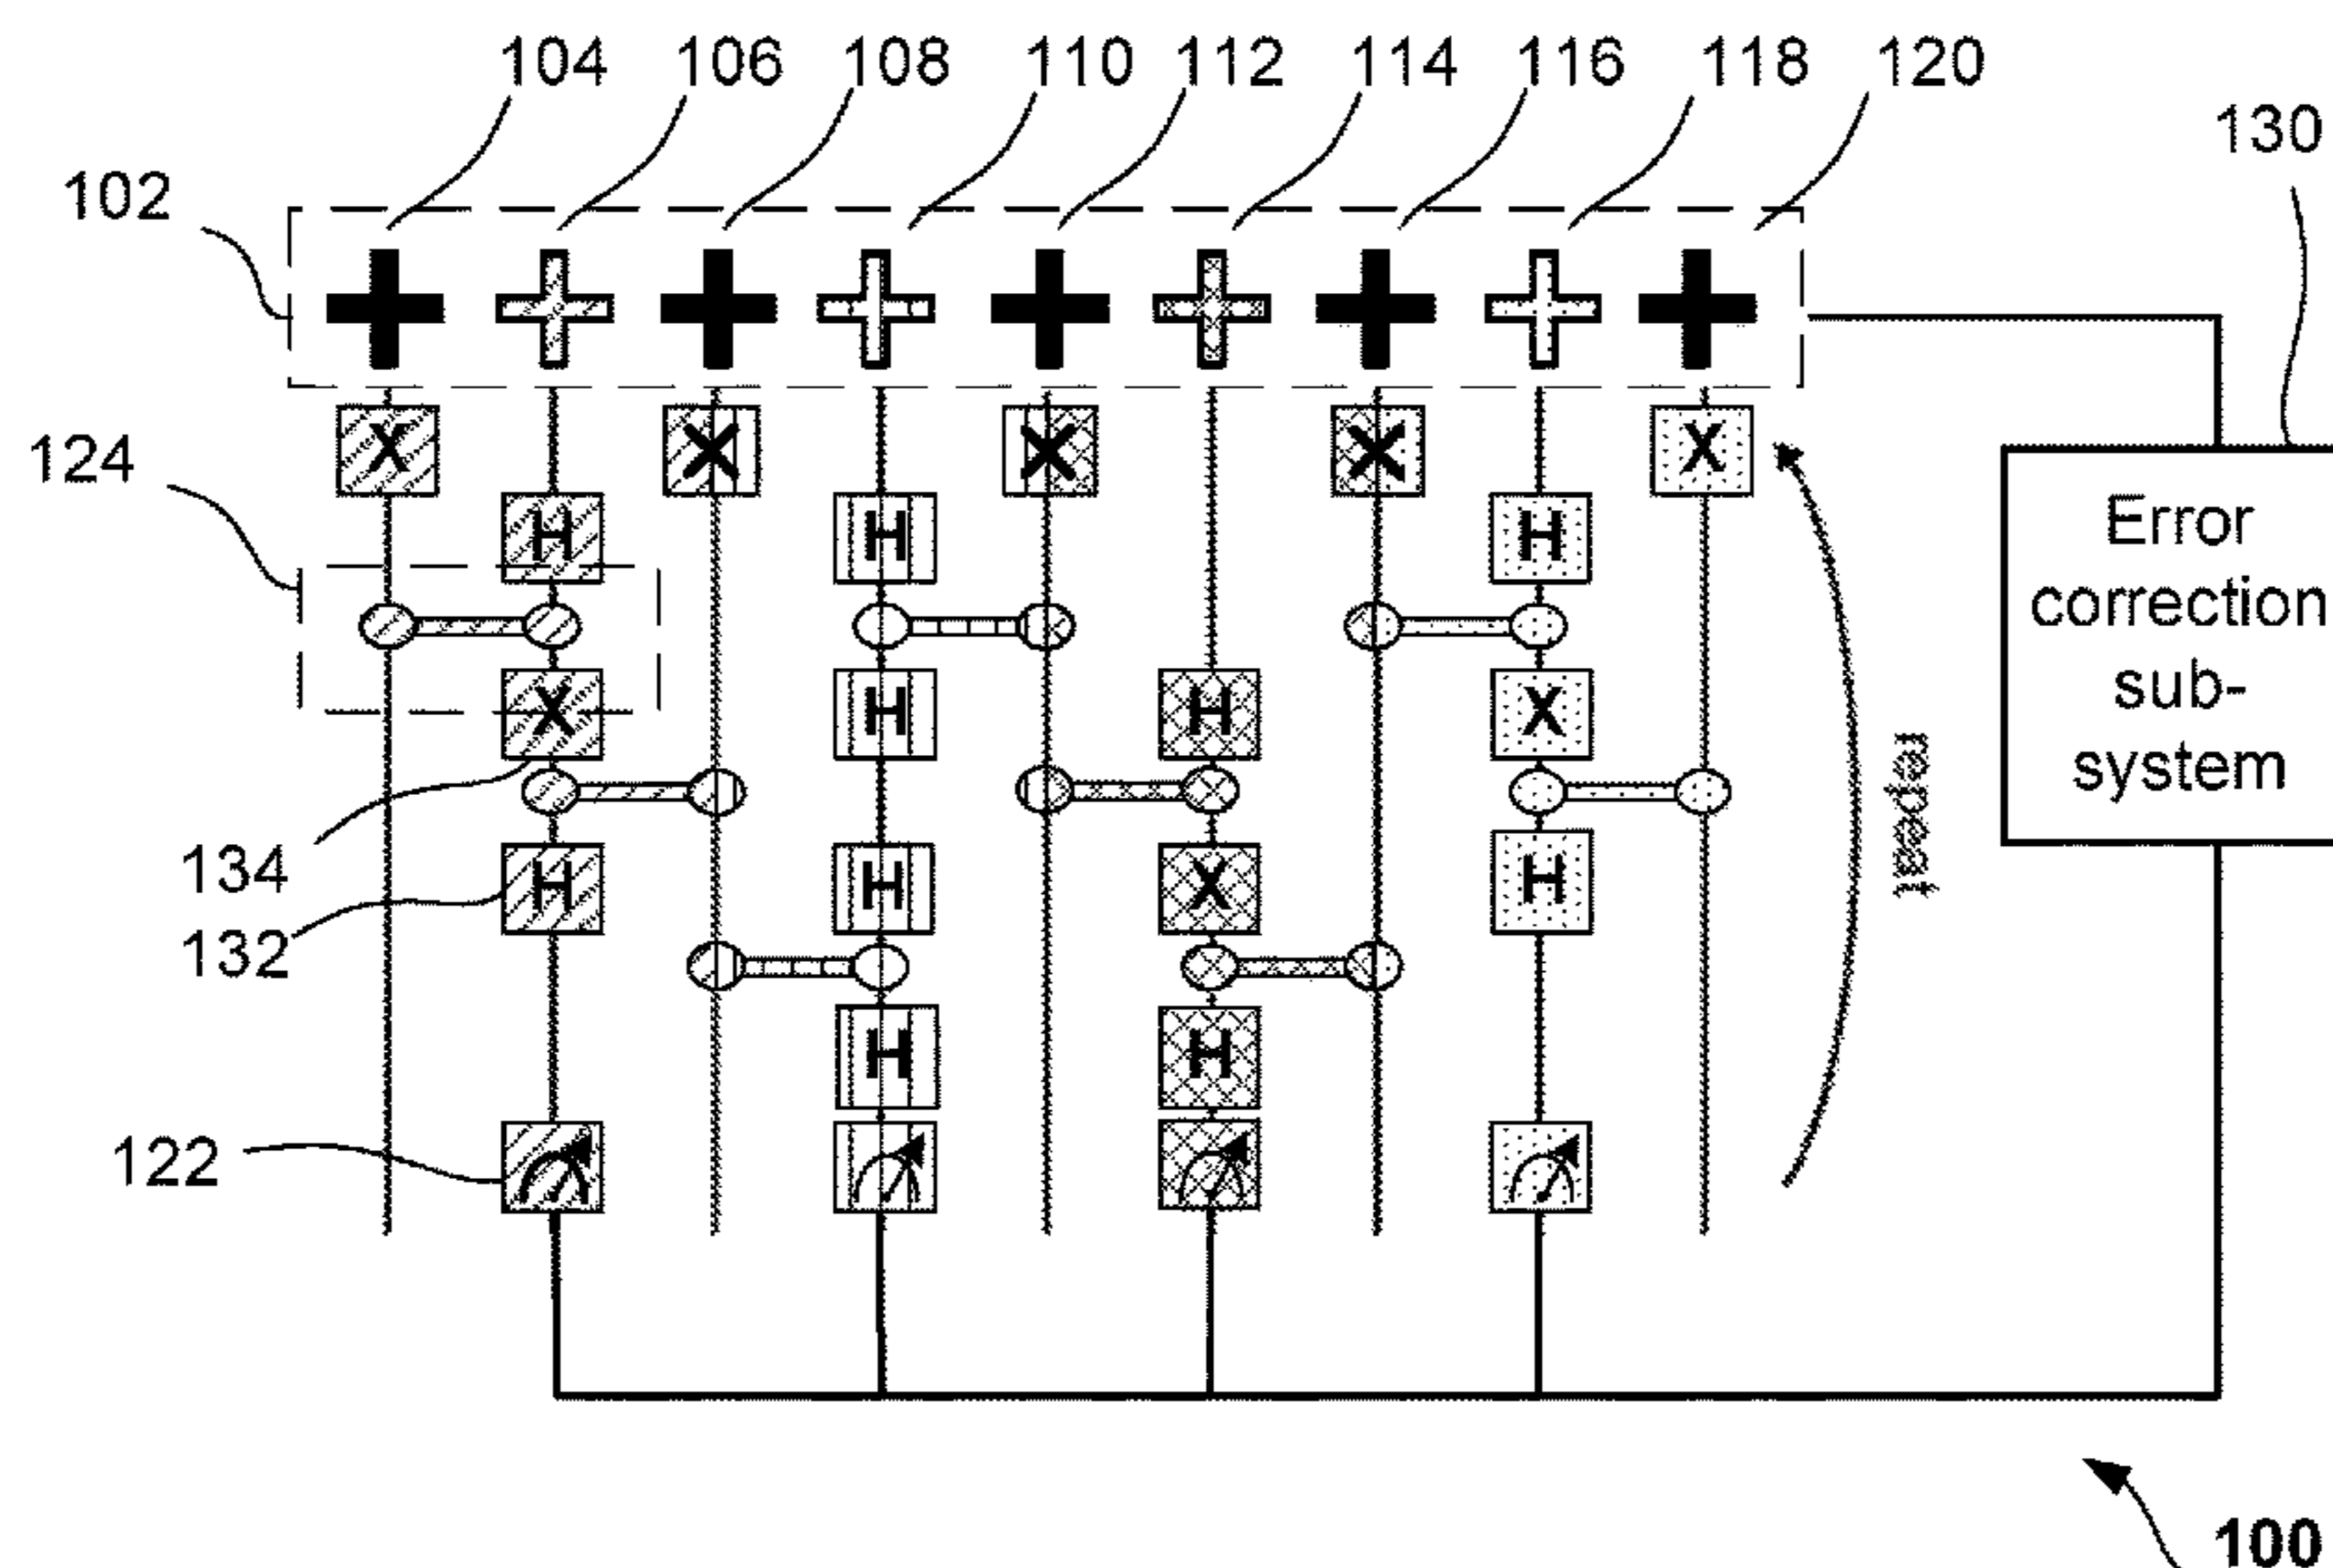 104 106 108 110 112 114 116 118 120
130
102
X X X X X
124
H H H
Error
correction
sub-
system
X H H X
repeat
134
H H X H
132
H H
122
100